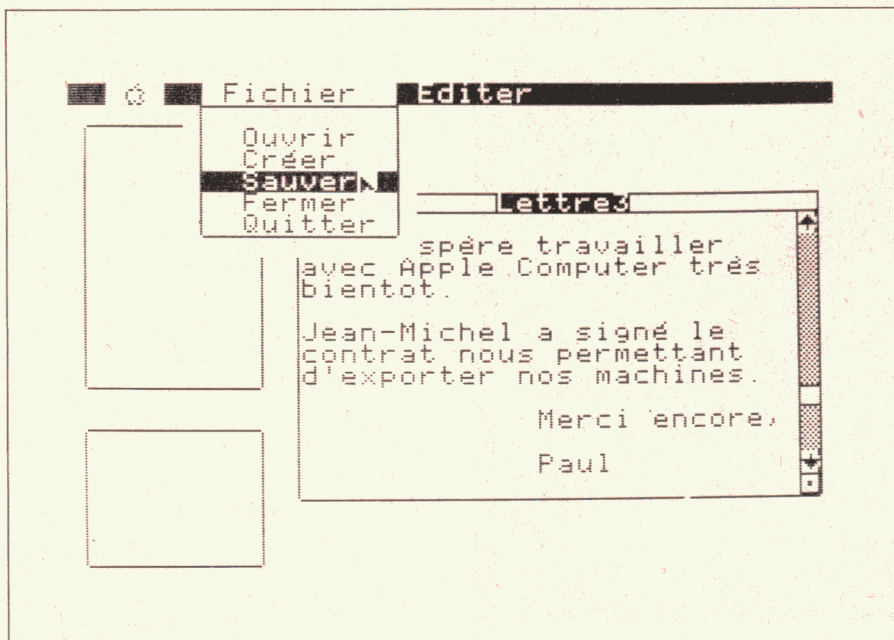 Fichier Editer
Ouvrir
Créer
Sauver
Fermer
Quitter
Lettre3
spère travailler
avec Apple Computer trés
bientot.
Jean-Michel a signé le
contrat nous permettant
d'exporter nos machines.
Merci encore,
Paul